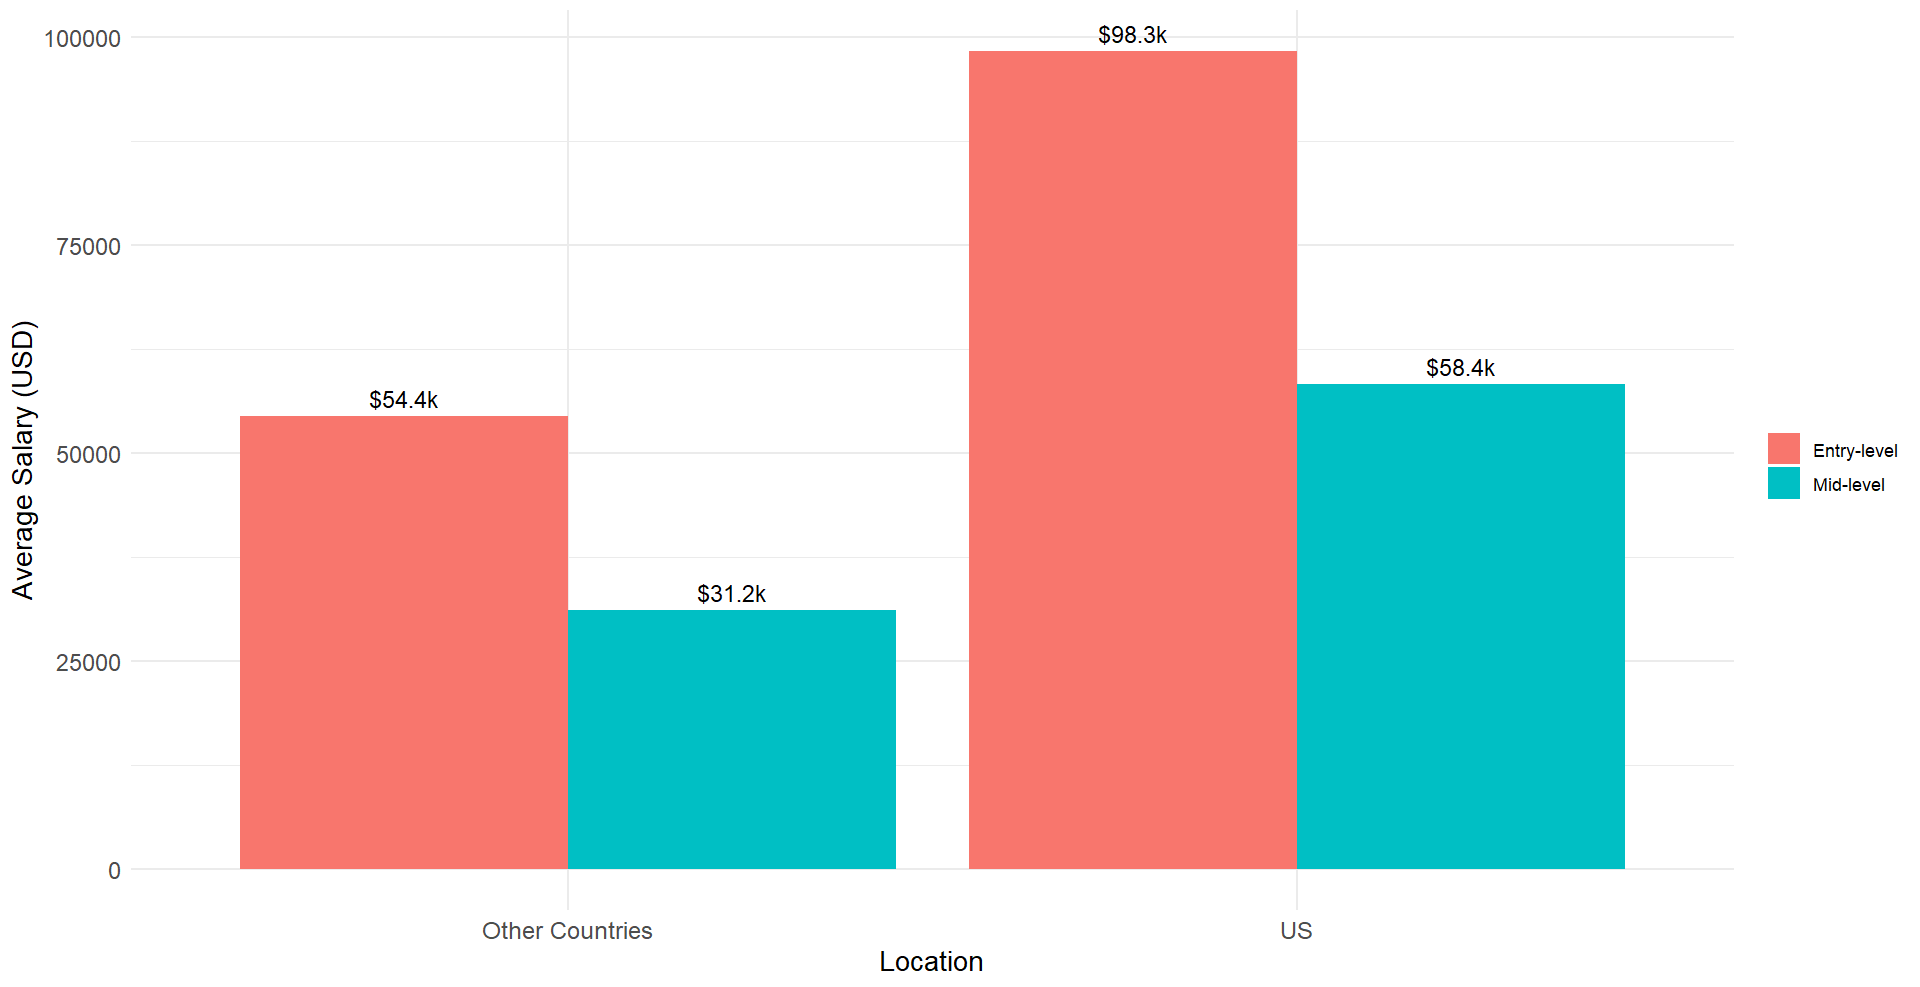 Average Salary (USD)
100000
75000
50000
25000
0
$54.4k
$31.2k
$98.3k
$58.4k
Other Countries
US
Location
Entry-level
Mid-level